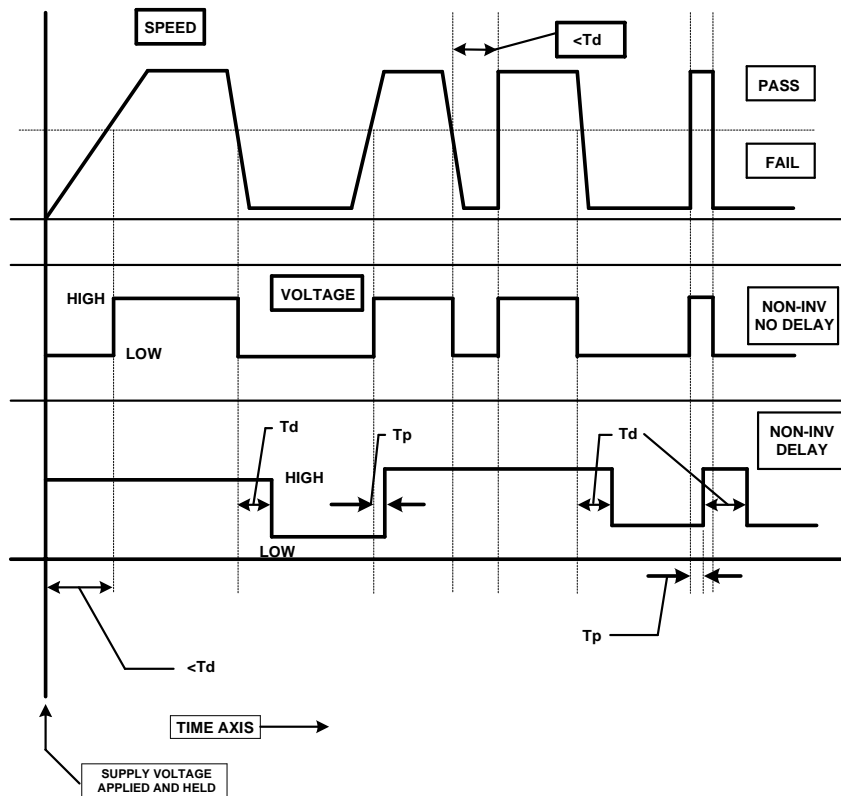 SPEED
<Td
PASS
FAIL
HIGH
VOLTAGE
LOW
NON-INV
NO DELAY
Td
Tp
Td
NON-INV
DELAY
HIGH
LOW
Tp
<Td
TIME AXIS
SUPPLY VOLTAGE
APPLIED AND HELD